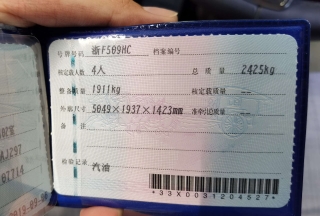 号牌号码 浙F509HC 档案编号
核定载人数 4人 总质量 2425kg
整备质量 1911kg 核定载质量 --
外廓尺寸 5049×1937×1423mm 准牵引总质量 --
备注
检验记录 汽油
*33X0031204527*